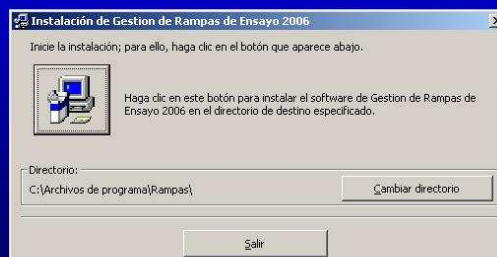 Instalación de Gestion de Rampas de Ensayo 2006
Inicie la instalación; para ello, haga clic en el botón que aparece abajo.
Haga clic en este botón para instalar el software de Gestion de Rampas de
Ensayo 2006 en el directorio de destino especificado.
Directorio:
C:\Archivos de programa\Rampas\
Cambiar directorio
Salir